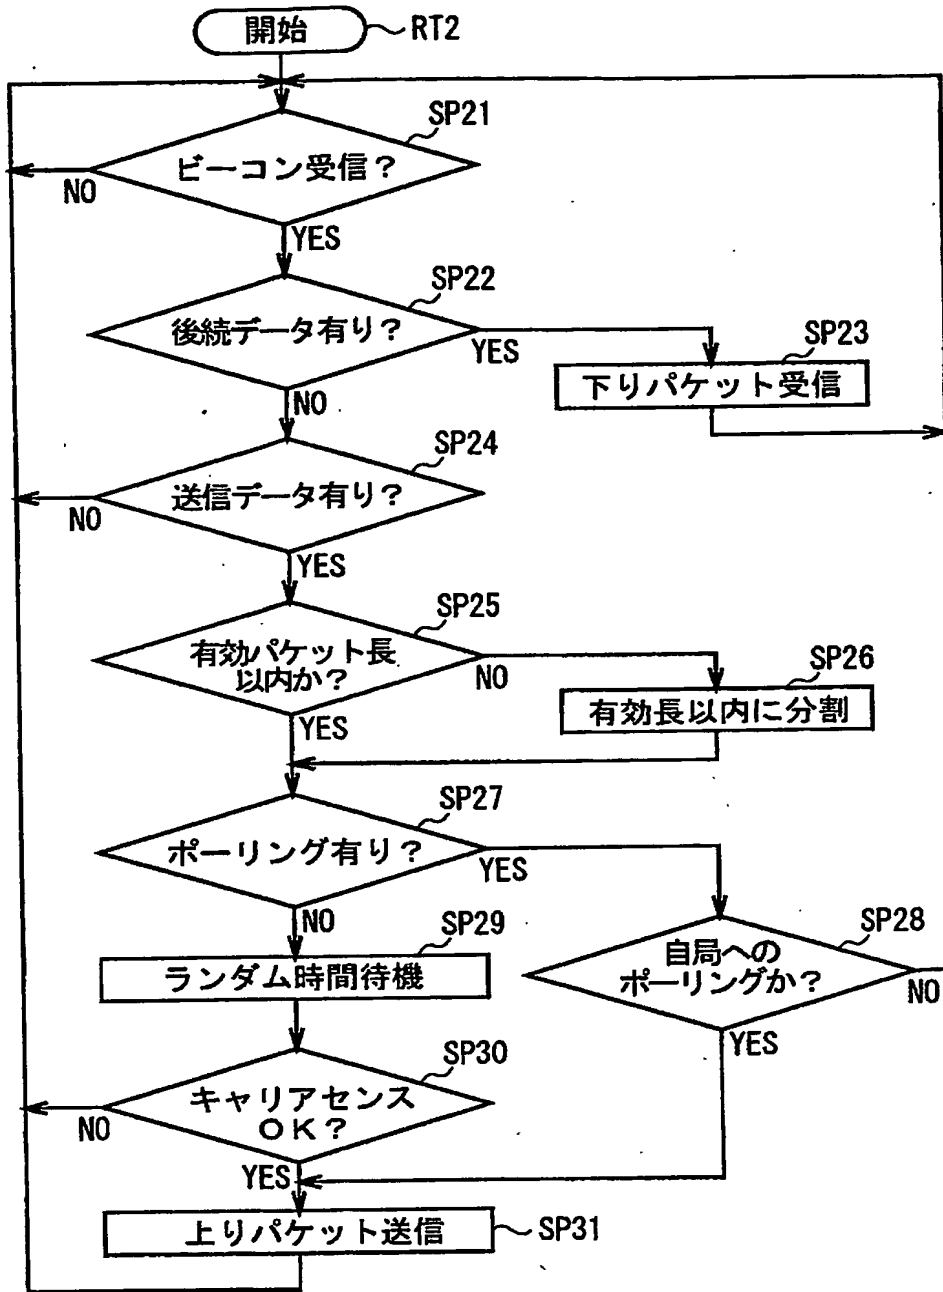 開始
RT2
SP21
ビーコン受信?
NO
YES
SP22
後続データ有り?
YES
SP23
下りパケット受信
NO
SP24
送信データ有り?
NO
YES
SP25
有効パケット長
以内か?
NO
SP26
有効長以内に分割
YES
SP27
ポーリング有り?
YES
NO
SP28
自局への
ポーリングか?
NO
YES
SP29
ランダム時間待機
SP30
キャリアセンス
OK?
NO
YES
上りパケット送信
SP31